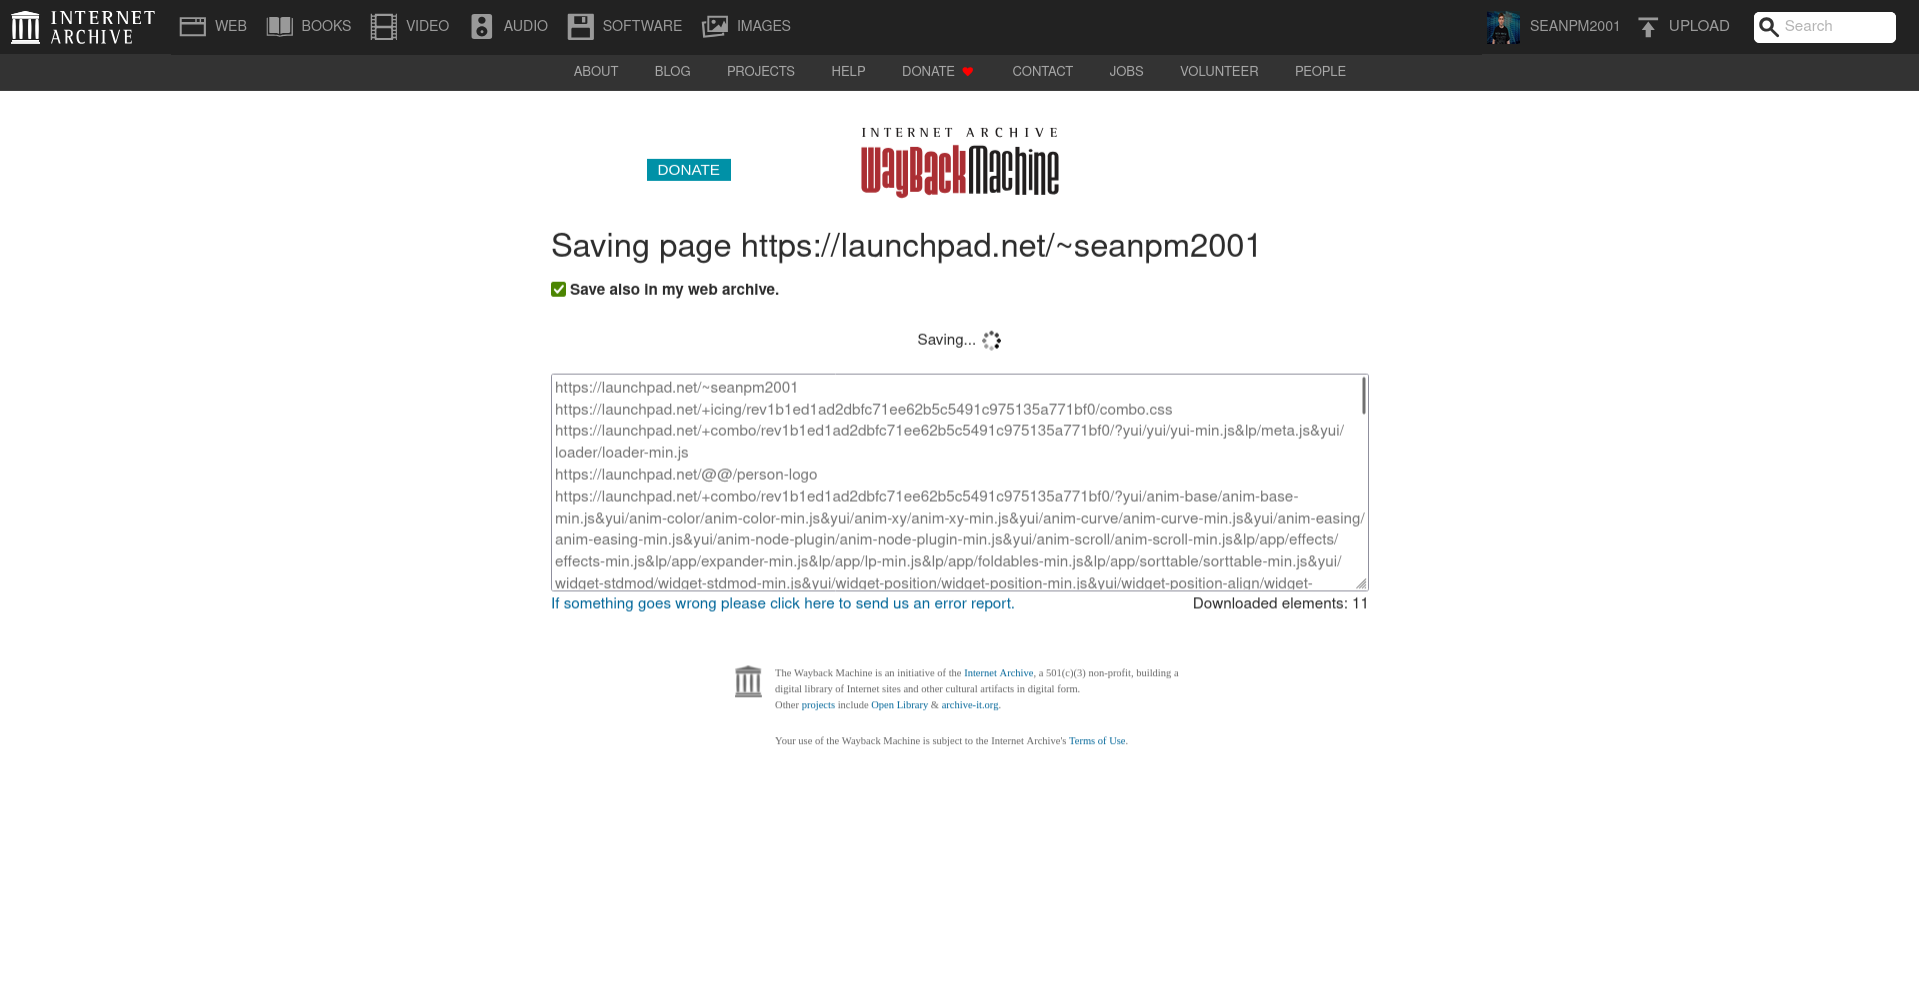 INTERNET
ARCHIVE
WEB BOOKS VIDEO AUDIO SOFTWARE IMAGES
SEANPM2001 UPLOAD Search
ABOUT BLOG PROJECTS HELP DONATE CONTACT JOBS VOLUNTEER PEOPLE
INTERNET ARCHIVE
WayBackMachine
DONATE
Saving page https://launchpad.net/~seanpm2001
Save also in my web archive.
Saving...
https://launchpad.net/~seanpm2001
https://launchpad.net/+icing/rev1b1ed1ad2dbfc71ee62b5c5491c975135a771bf0/combo.css
https://launchpad.net/+combo/rev1b1ed1ad2dbfc71ee62b5c5491c975135a771bf0/?yui/yui/yui-min.js&lp/meta.js&yui/
loader/loader-min.js
https://launchpad.net/@@/person-logo
https://launchpad.net/+combo/rev1b1ed1ad2dbfc71ee62b5c5491c975135a771bf0/?yui/anim-base/anim-base-
min.js&yui/anim-color/anim-color-min.js&yui/anim-xy/anim-xy-min.js&yui/anim-curve/anim-curve-min.js&yui/anim-easing/
anim-easing-min.js&yui/anim-node-plugin/anim-node-plugin-min.js&yui/anim-scroll/anim-scroll-min.js&lp/app/effects/
effects-min.js&lp/app/expander-min.js&lp/app/lp-min.js&lp/app/foldables-min.js&lp/app/sorttable/sorttable-min.js&yui/
widget-stdmod/widget-stdmod-min.js&yui/widget-position/widget-position-min.js&yui/widget-position-align/widget-
If something goes wrong please click here to send us an error report.
Downloaded elements: 11
The Wayback Machine is an initiative of the Internet Archive, a 501(c)(3) non-profit, building a
digital library of Internet sites and other cultural artifacts in digital form.
Other projects include Open Library & archive-it.org.
Your use of the Wayback Machine is subject to the Internet Archive's Terms of Use.